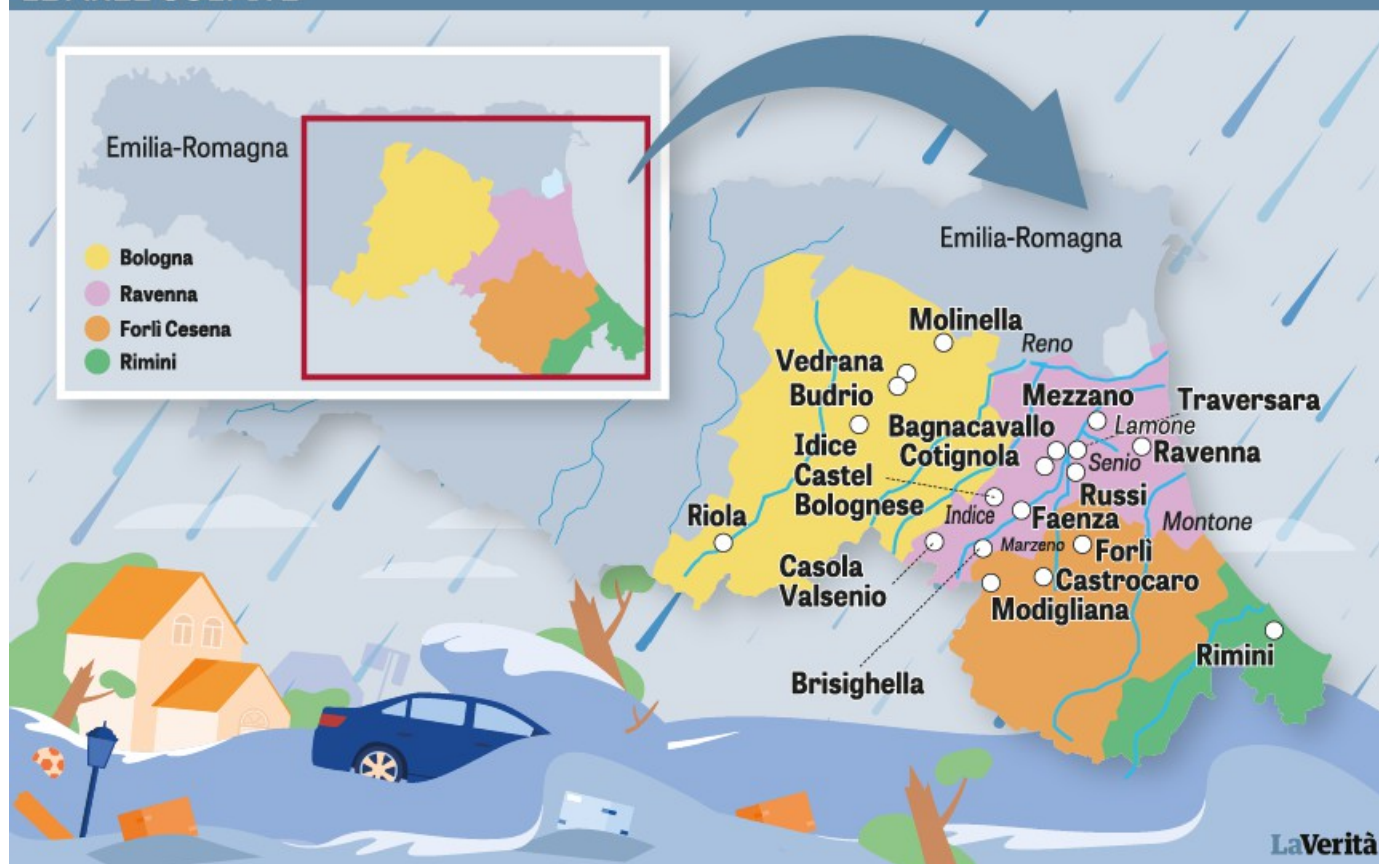 Emilia-Romagna
Bologna
Ravenna
Forlì Cesena
Rimini
Emilia-Romagna
Molinella
Reno
Vedrana
Budrio
Mezzano
Traversara
Idice
Bagnacavallo
Lamone
Cotignola
Senio
Ravenna
Castel
Bolognese
Russi
Riola
Indice
Faenza
Montone
Marzeno
Forlì
Casola
Valsenio
Castrocaro
Modigliana
Rimini
Brisighella
LaVerità